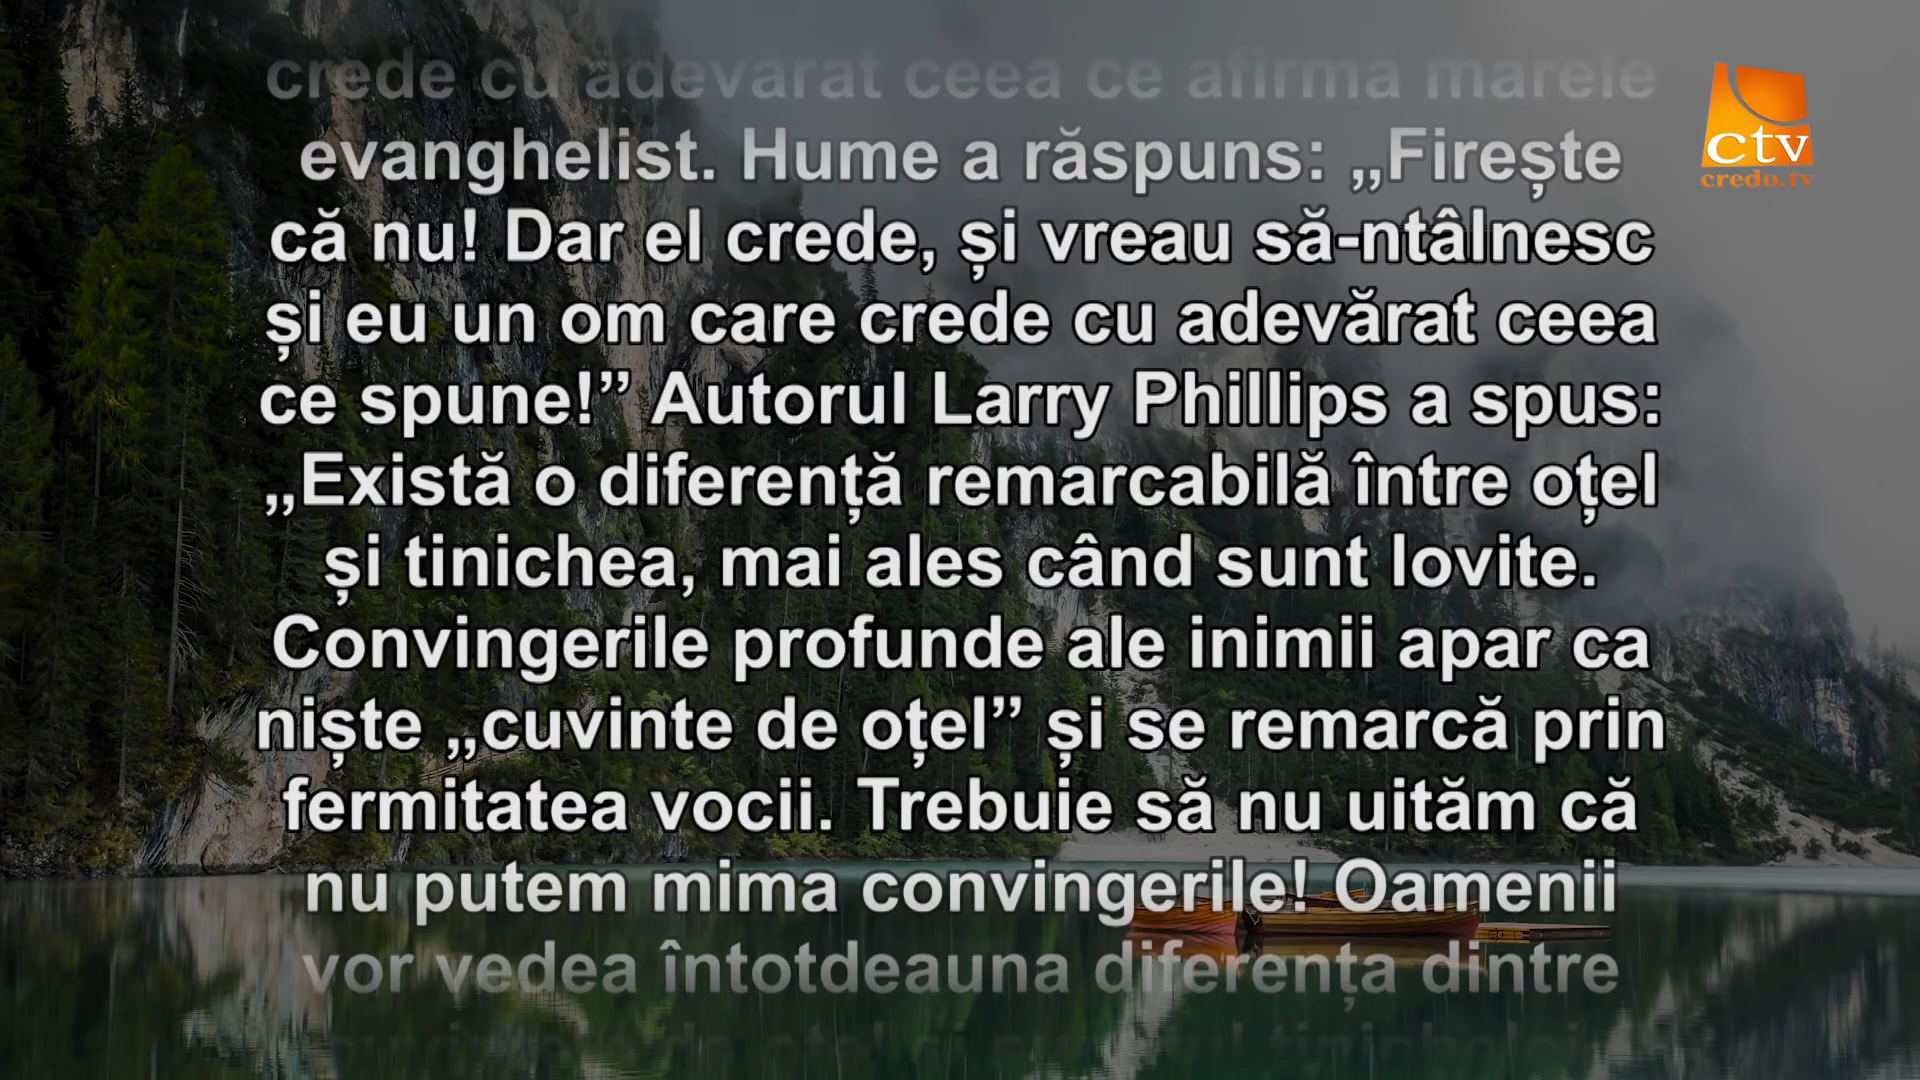 crede cu adevărat ceea ce afirmă marele
evanghelist. Hume a răspuns: „Firește
că nu! Dar el crede, și vreau să-ntâlnesc
și eu un om care crede cu adevărat ceea
ce spune!” Autorul Larry Phillips a spus:
„Există o diferență remarcabilă între oțel
și tinichea, mai ales când sunt lovite.
Convingerile profunde ale inimii apar ca
niște „cuvinte de oțel” și se remarcă prin
fermitatea vocii. Trebuie să nu uităm că
nu putem mima convingerile! Oamenii
vor vedea întotdeauna diferența dintre
ctv
credo.tv